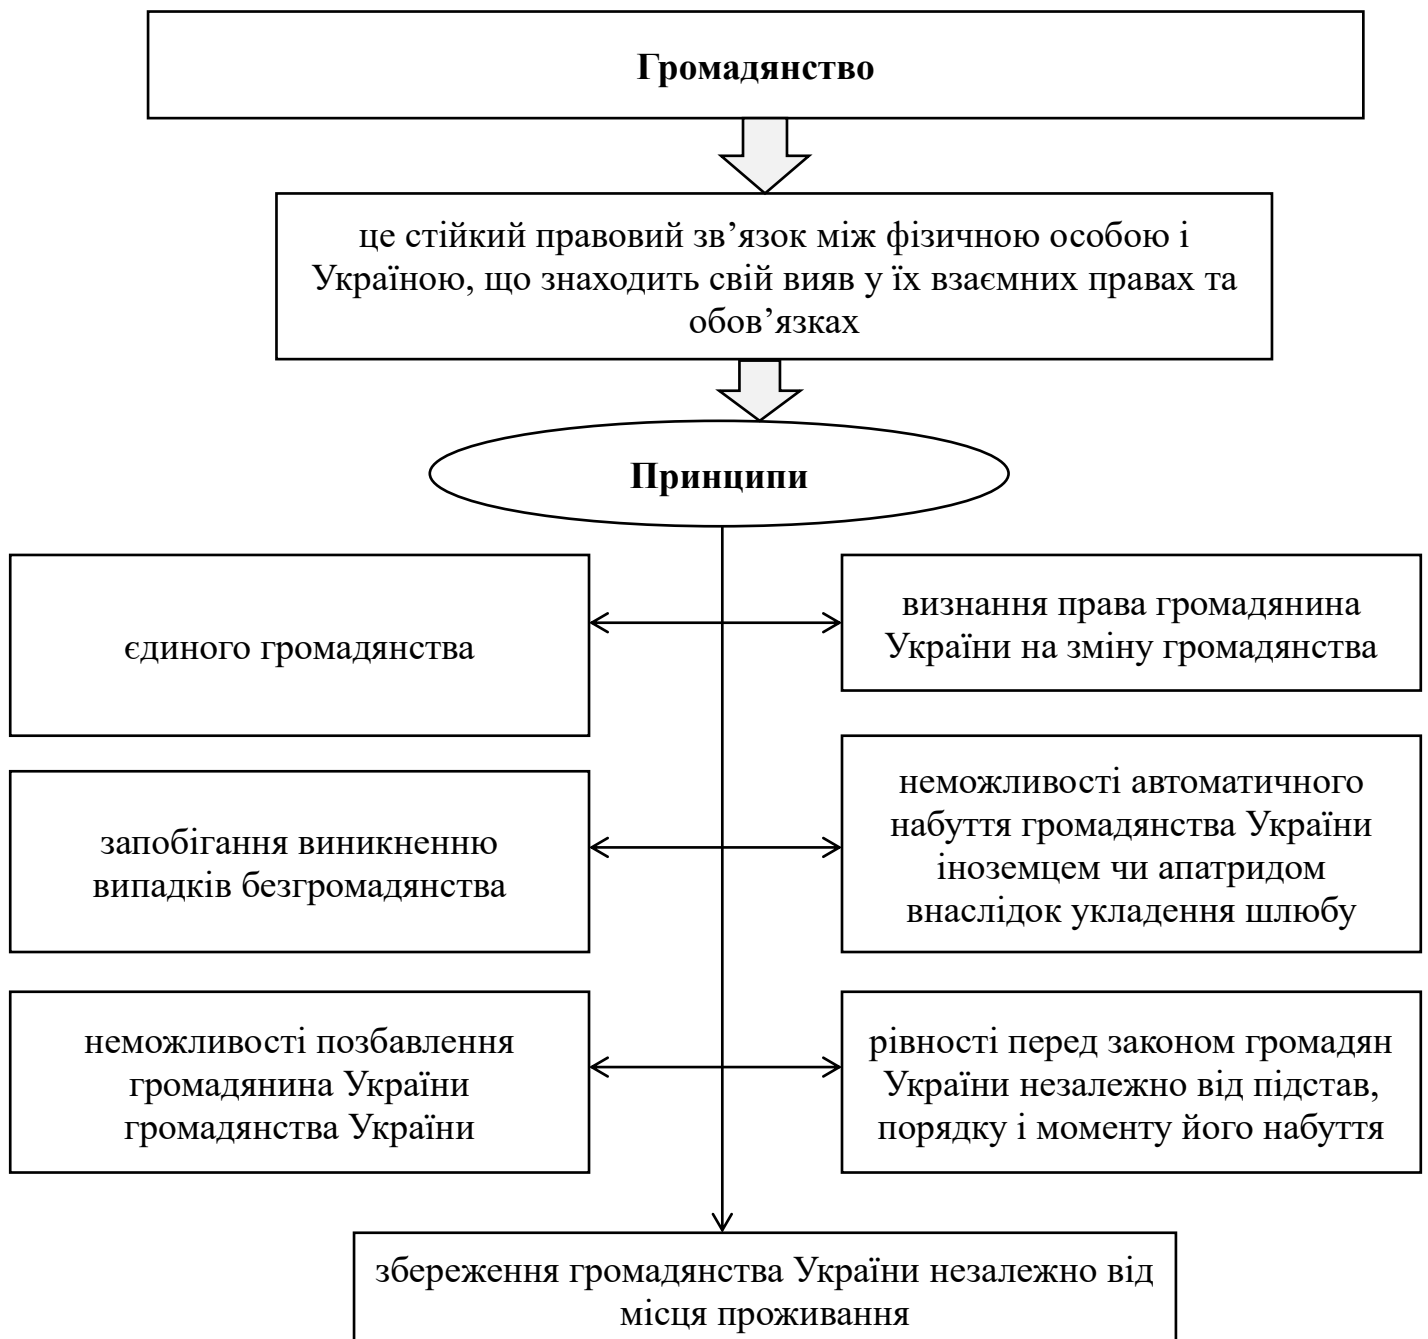 Громадянство
це стійкий правовий зв’язок між фізичною особою і
Україною, що знаходить свій вияв у їх взаємних правах та
обов’язках
Принципи
єдиного громадянства
визнання права громадянина
України на зміну громадянства
запобігання виникненню
випадків безгромадянства
неможливості автоматичного
набуття громадянства України
іноземцем чи апатридом
внаслідок укладення шлюбу
неможливості позбавлення
громадянина України
громадянства України
рівності перед законом громадян
України незалежно від підстав,
порядку і моменту його набуття
збереження громадянства України незалежно від
місця проживання